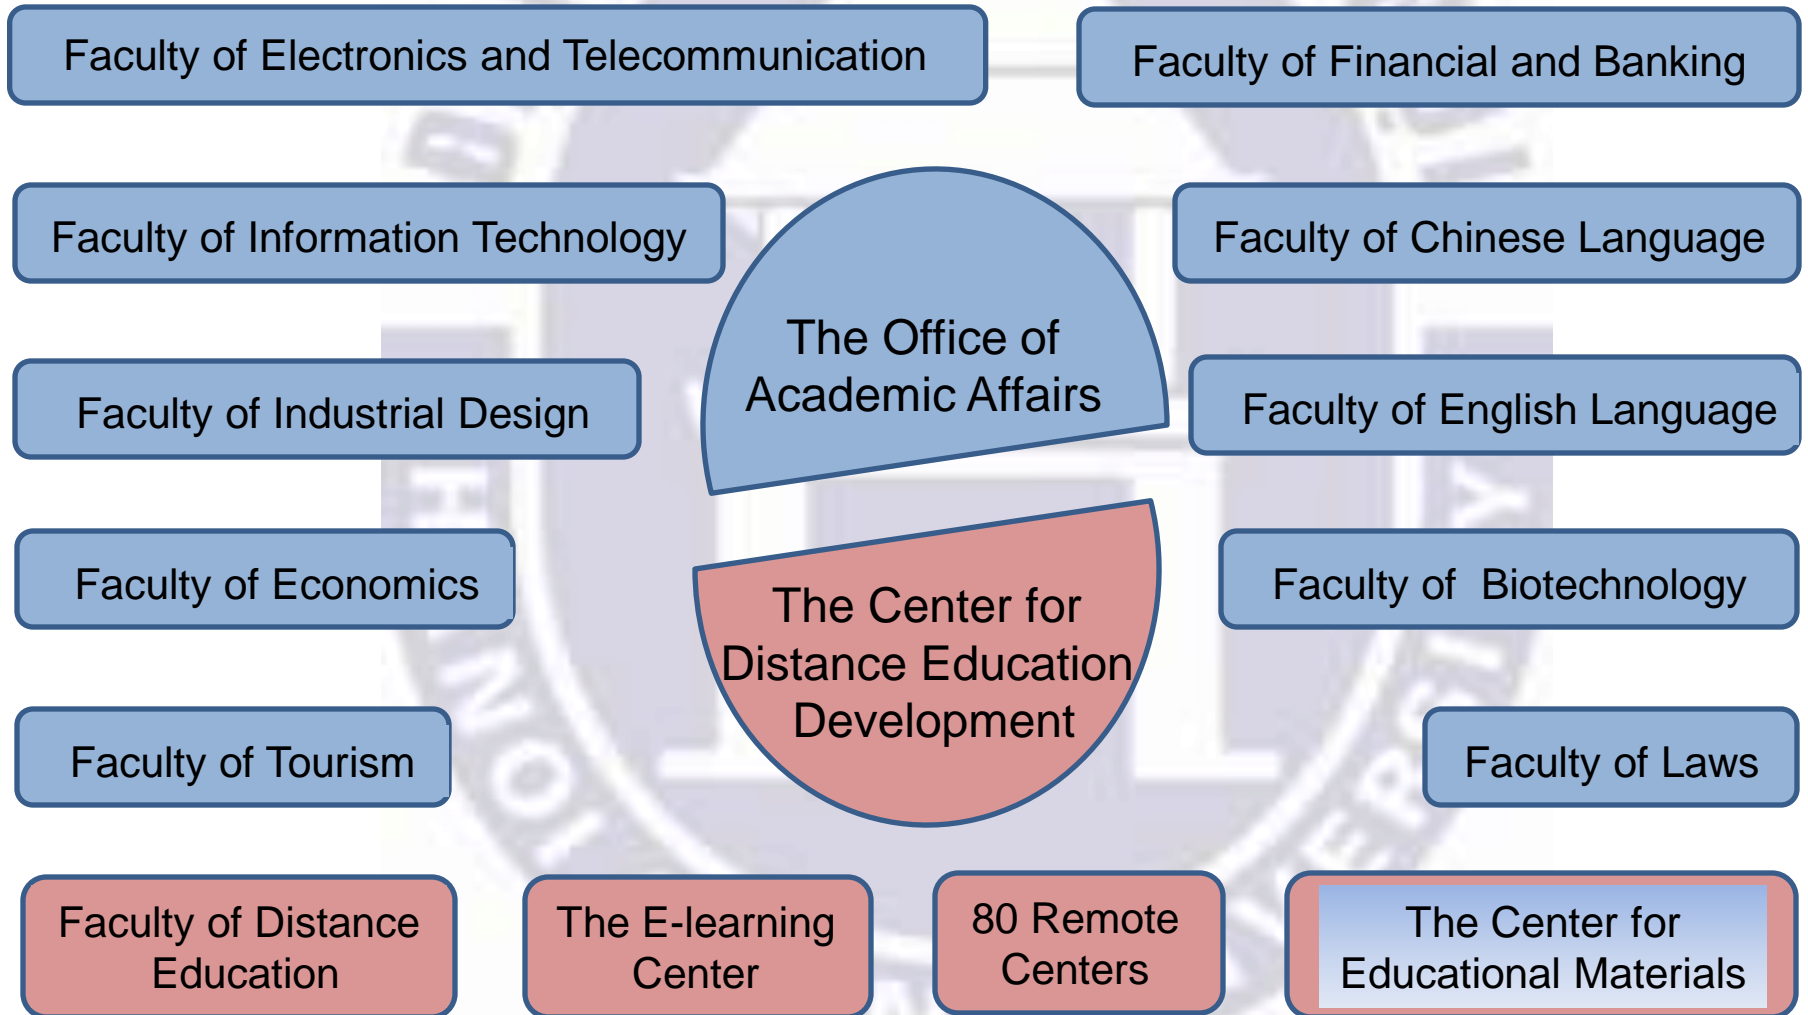 Faculty of Electronics and Telecommunication
Faculty of Financial and Banking
Faculty of Information Technology
Faculty of Chinese Language
The Office of
Academic Affairs
Faculty of Industrial Design
Faculty of English Language
Faculty of Economics
Faculty of  Biotechnology
The Center for
Distance Education
Development
Faculty of Tourism
Faculty of Laws
Faculty of Distance
Education
The E-learning
Center
80 Remote
Centers
The Center for
Educational Materials